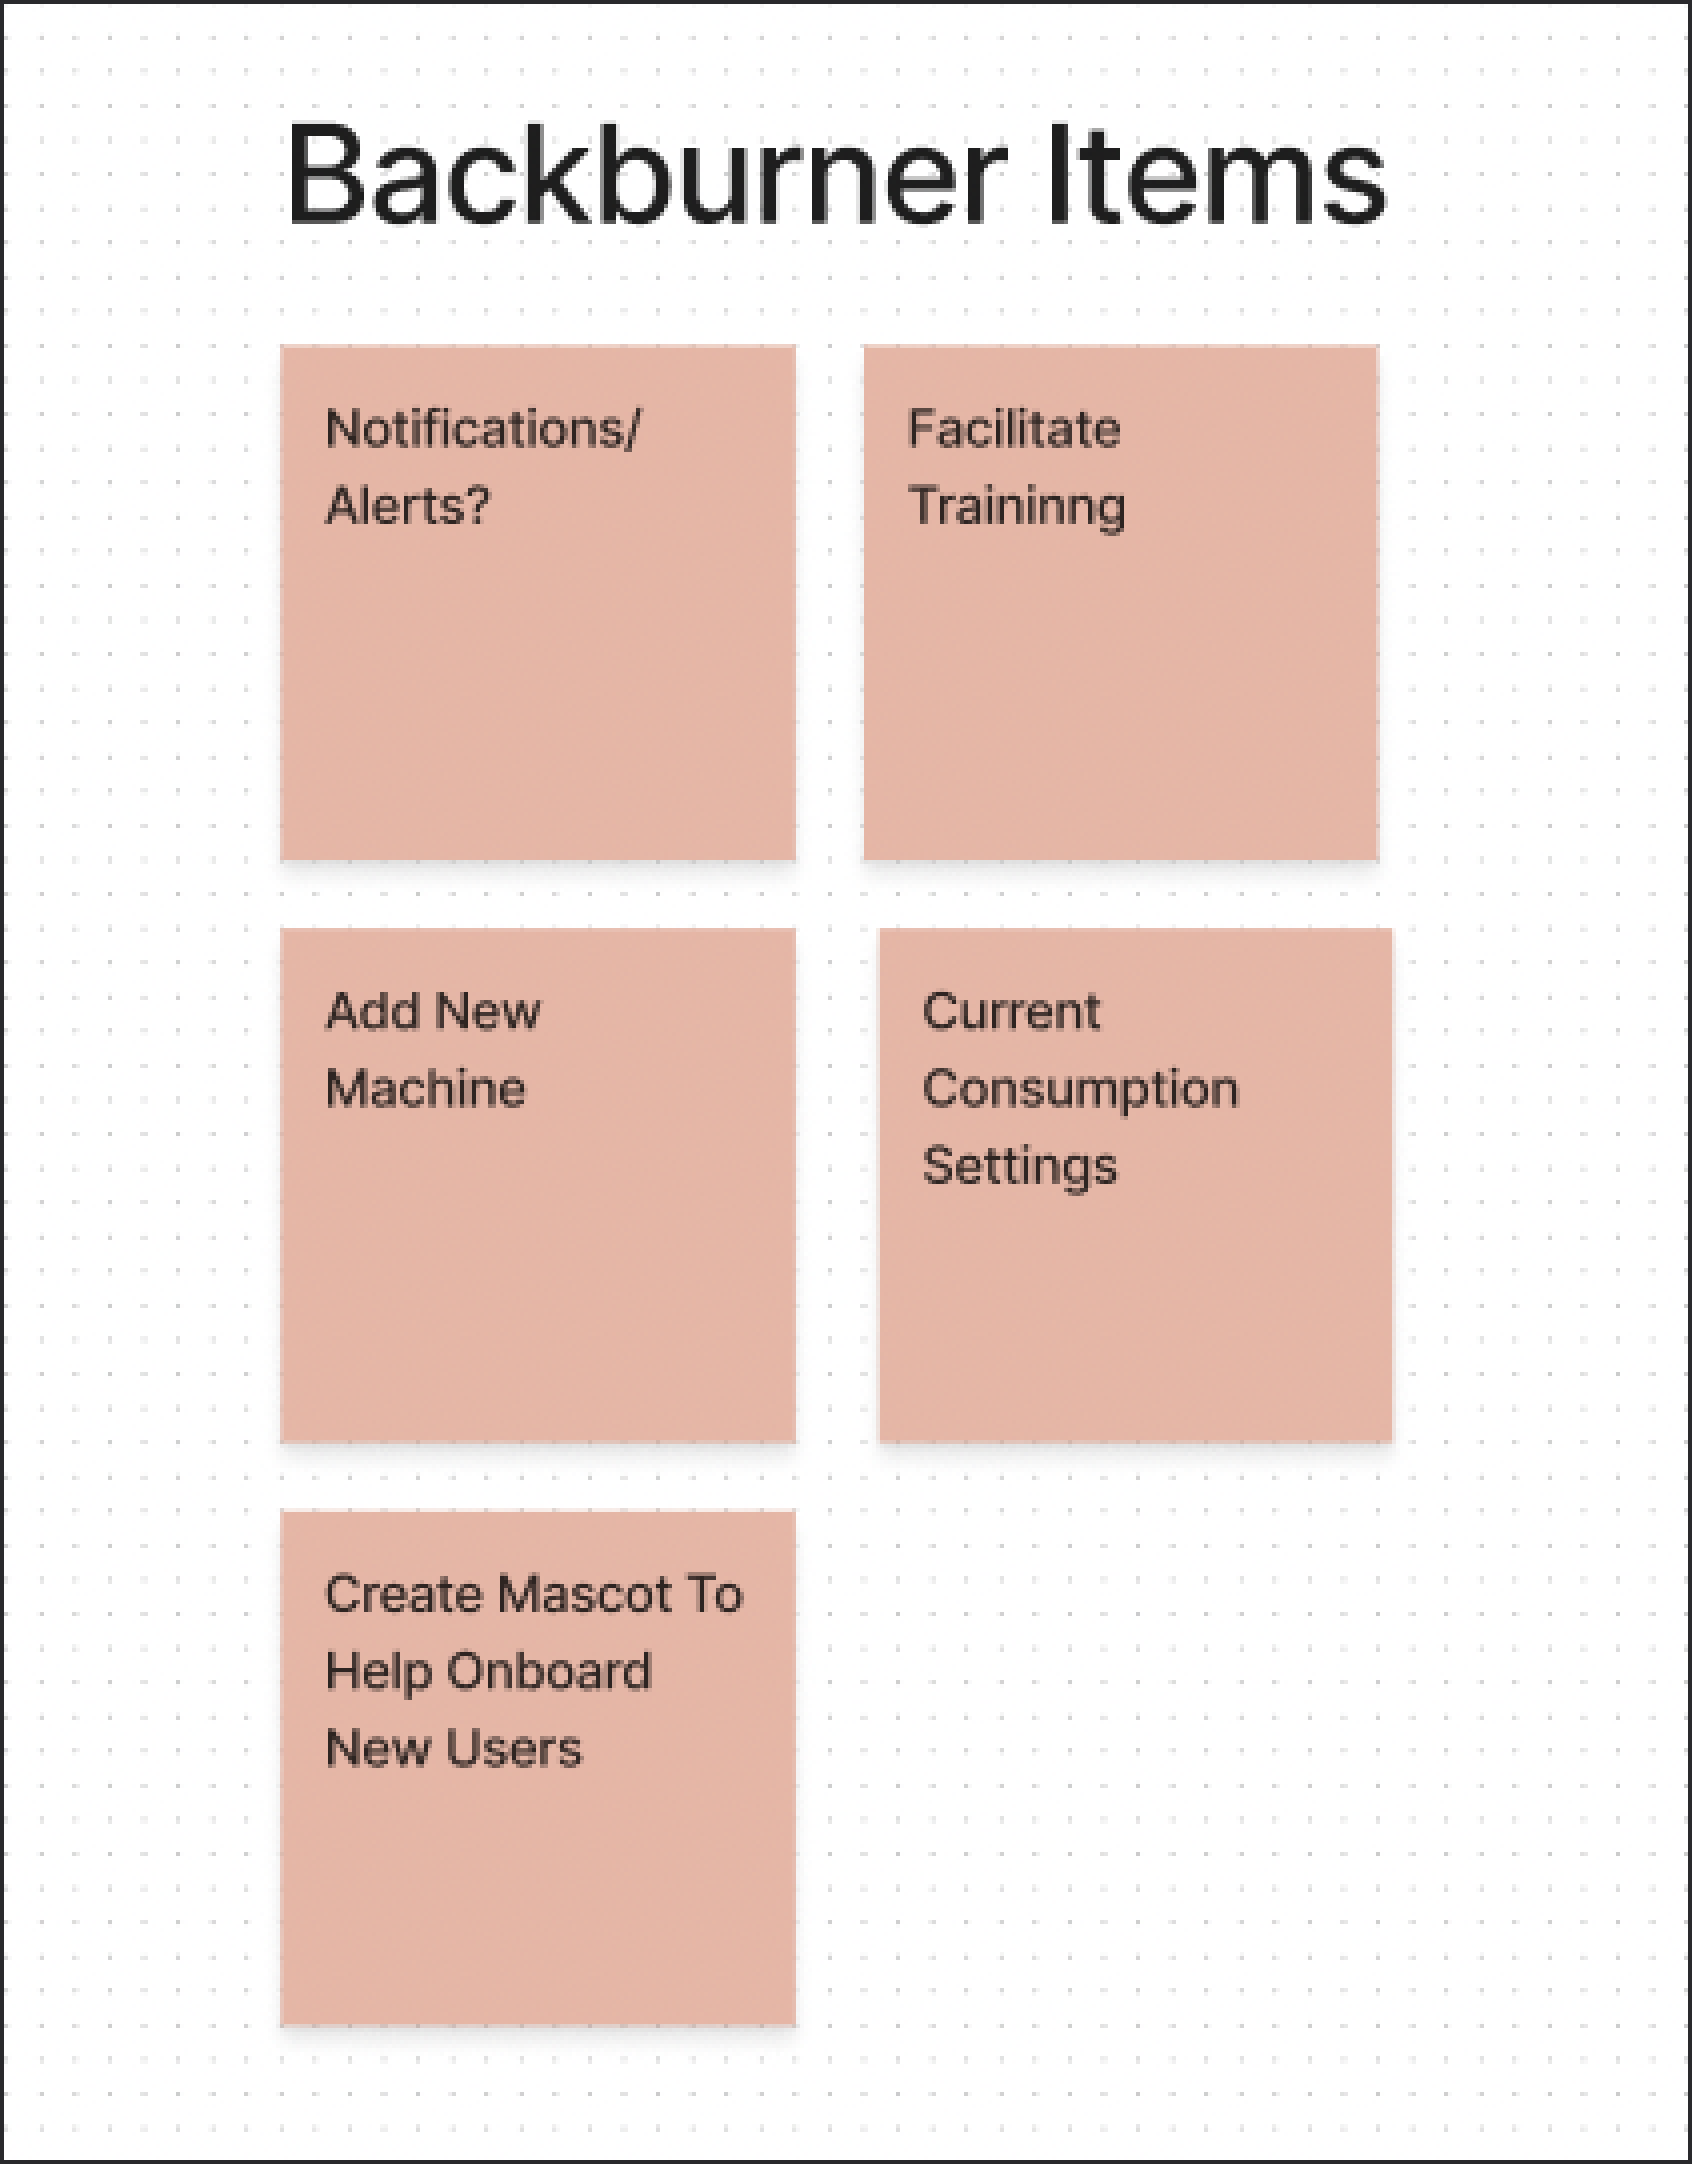 Backburner Items
Notifications/
Alerts?
Facilitate
Traininng
Add New
Machine
Current
Consumption
Settings
Create Mascot To
Help Onboard
New Users